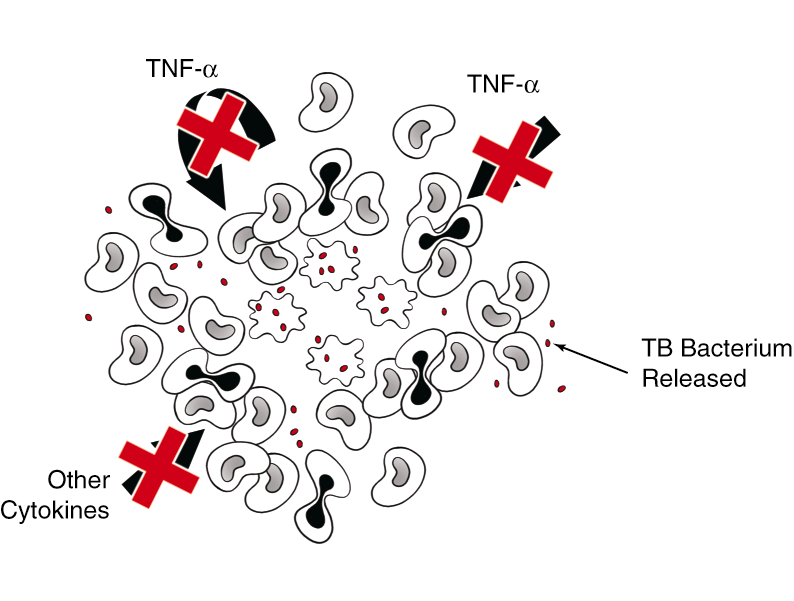 TNF-α
TNF-α
TB Bacterium
Released
Other
Cytokines